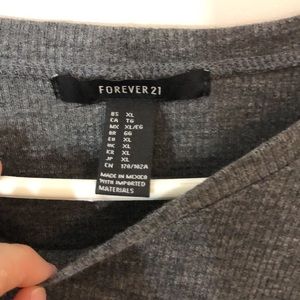 FOREVER 21
US XL
CA TG
MX XL/EG
BR GG
EU XL
UK XL
KR XL
JP XL
CN 170/102A
MADE IN MEXICO
WITH IMPORTED
MATERIALS